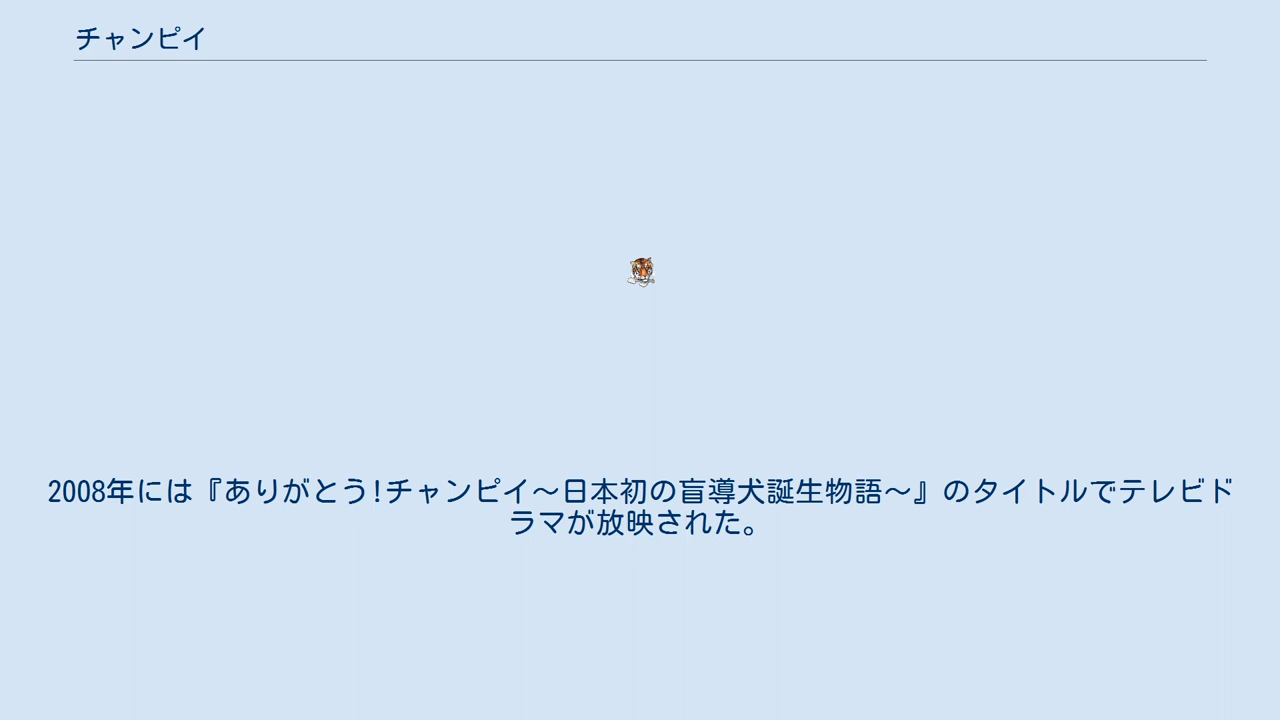 チャンピイ
2008年には『ありがとう!チャンピイ〜日本初の盲導犬誕生物語〜』のタイトルでテレビド
ラマが放映された。